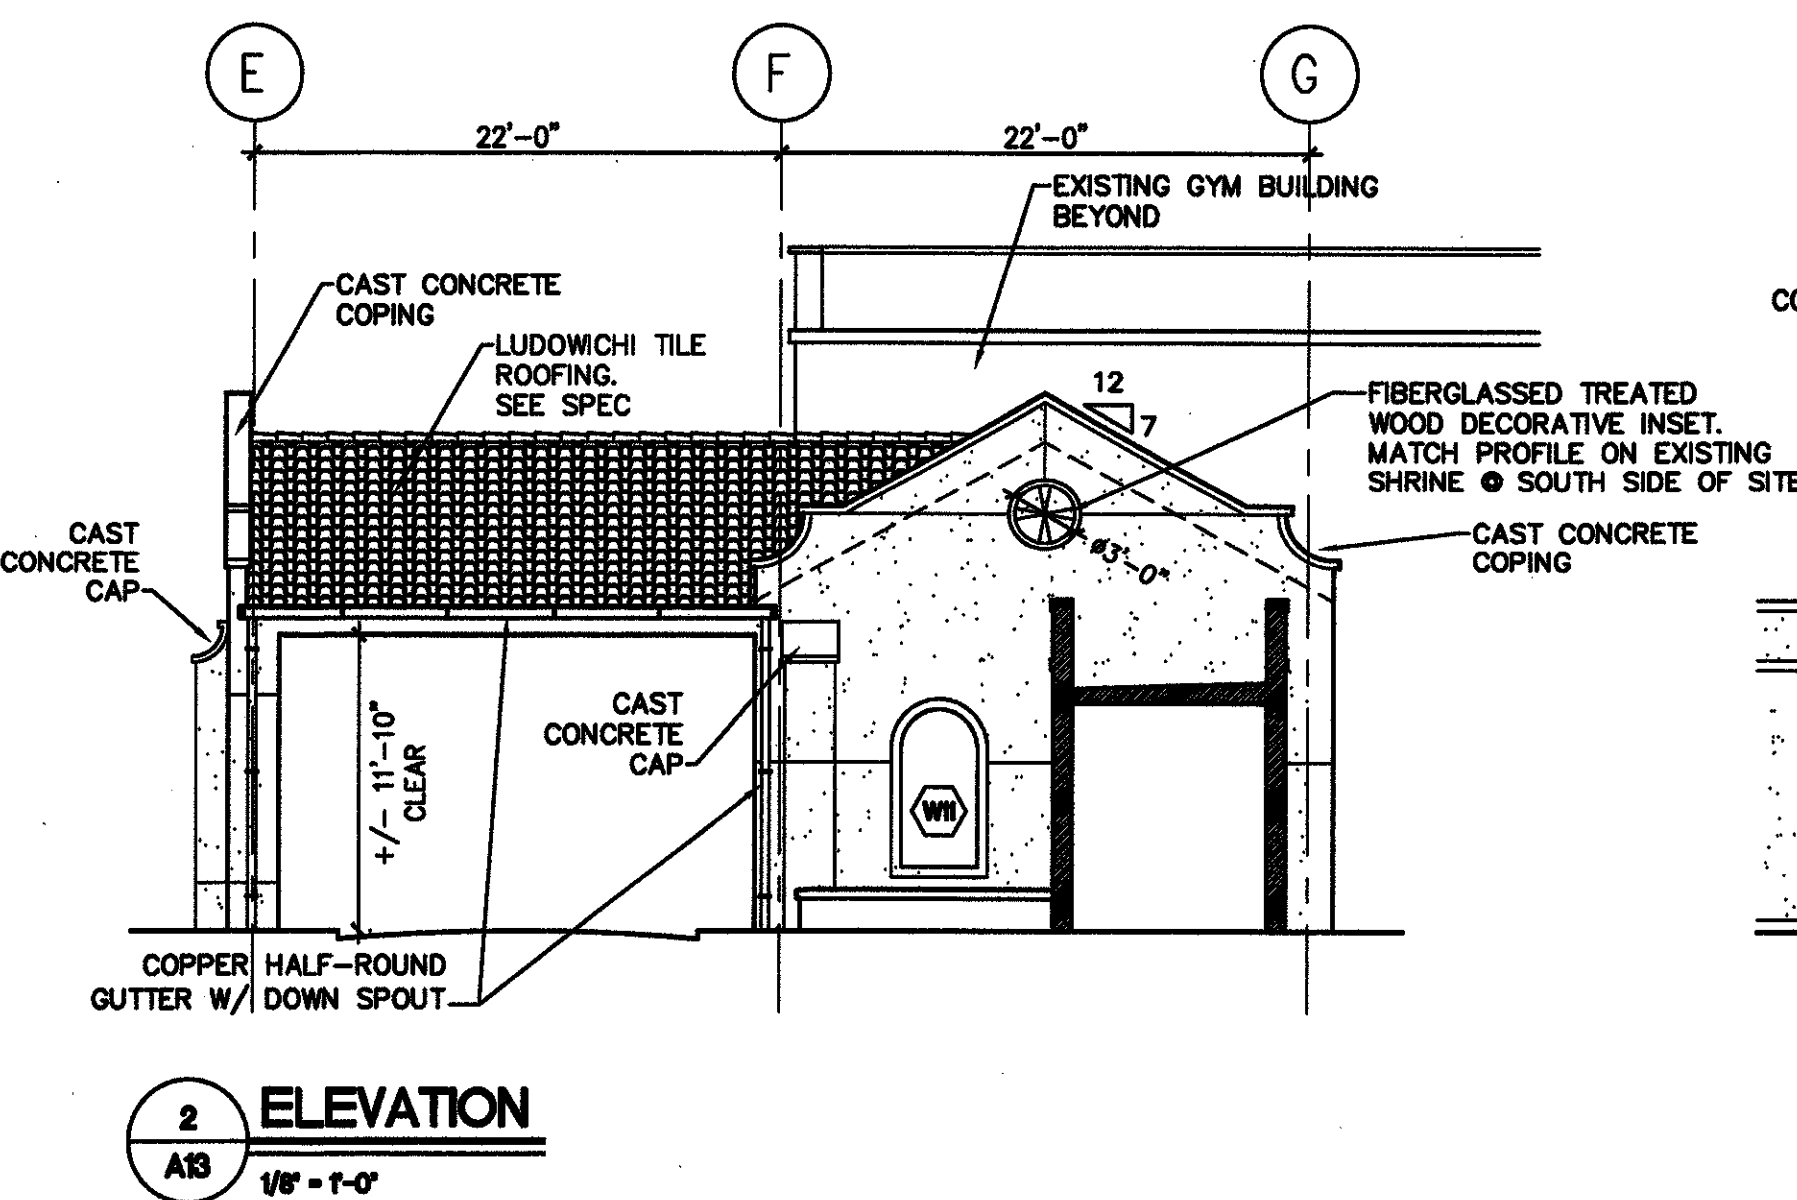 E
F
G
22'-0"
22'-0"
EXISTING GYM BUILDING
BEYOND
CAST CONCRETE
COPING
LUDOWICHI TILE
ROOFING.
SEE SPEC
12
7
FIBERGLASSED TREATED
WOOD DECORATIVE INSET.
MATCH PROFILE ON EXISTING
SHRINE @ SOUTH SIDE OF SITE
CAST
CONCRETE
CAP
CAST CONCRETE
COPING
ø3'-0"
+/- 11'-10"
CLEAR
CAST
CONCRETE
CAP
W11
COPPER HALF-ROUND
GUTTER W/ DOWN SPOUT
2
A13
ELEVATION
1/8" = 1'-0"